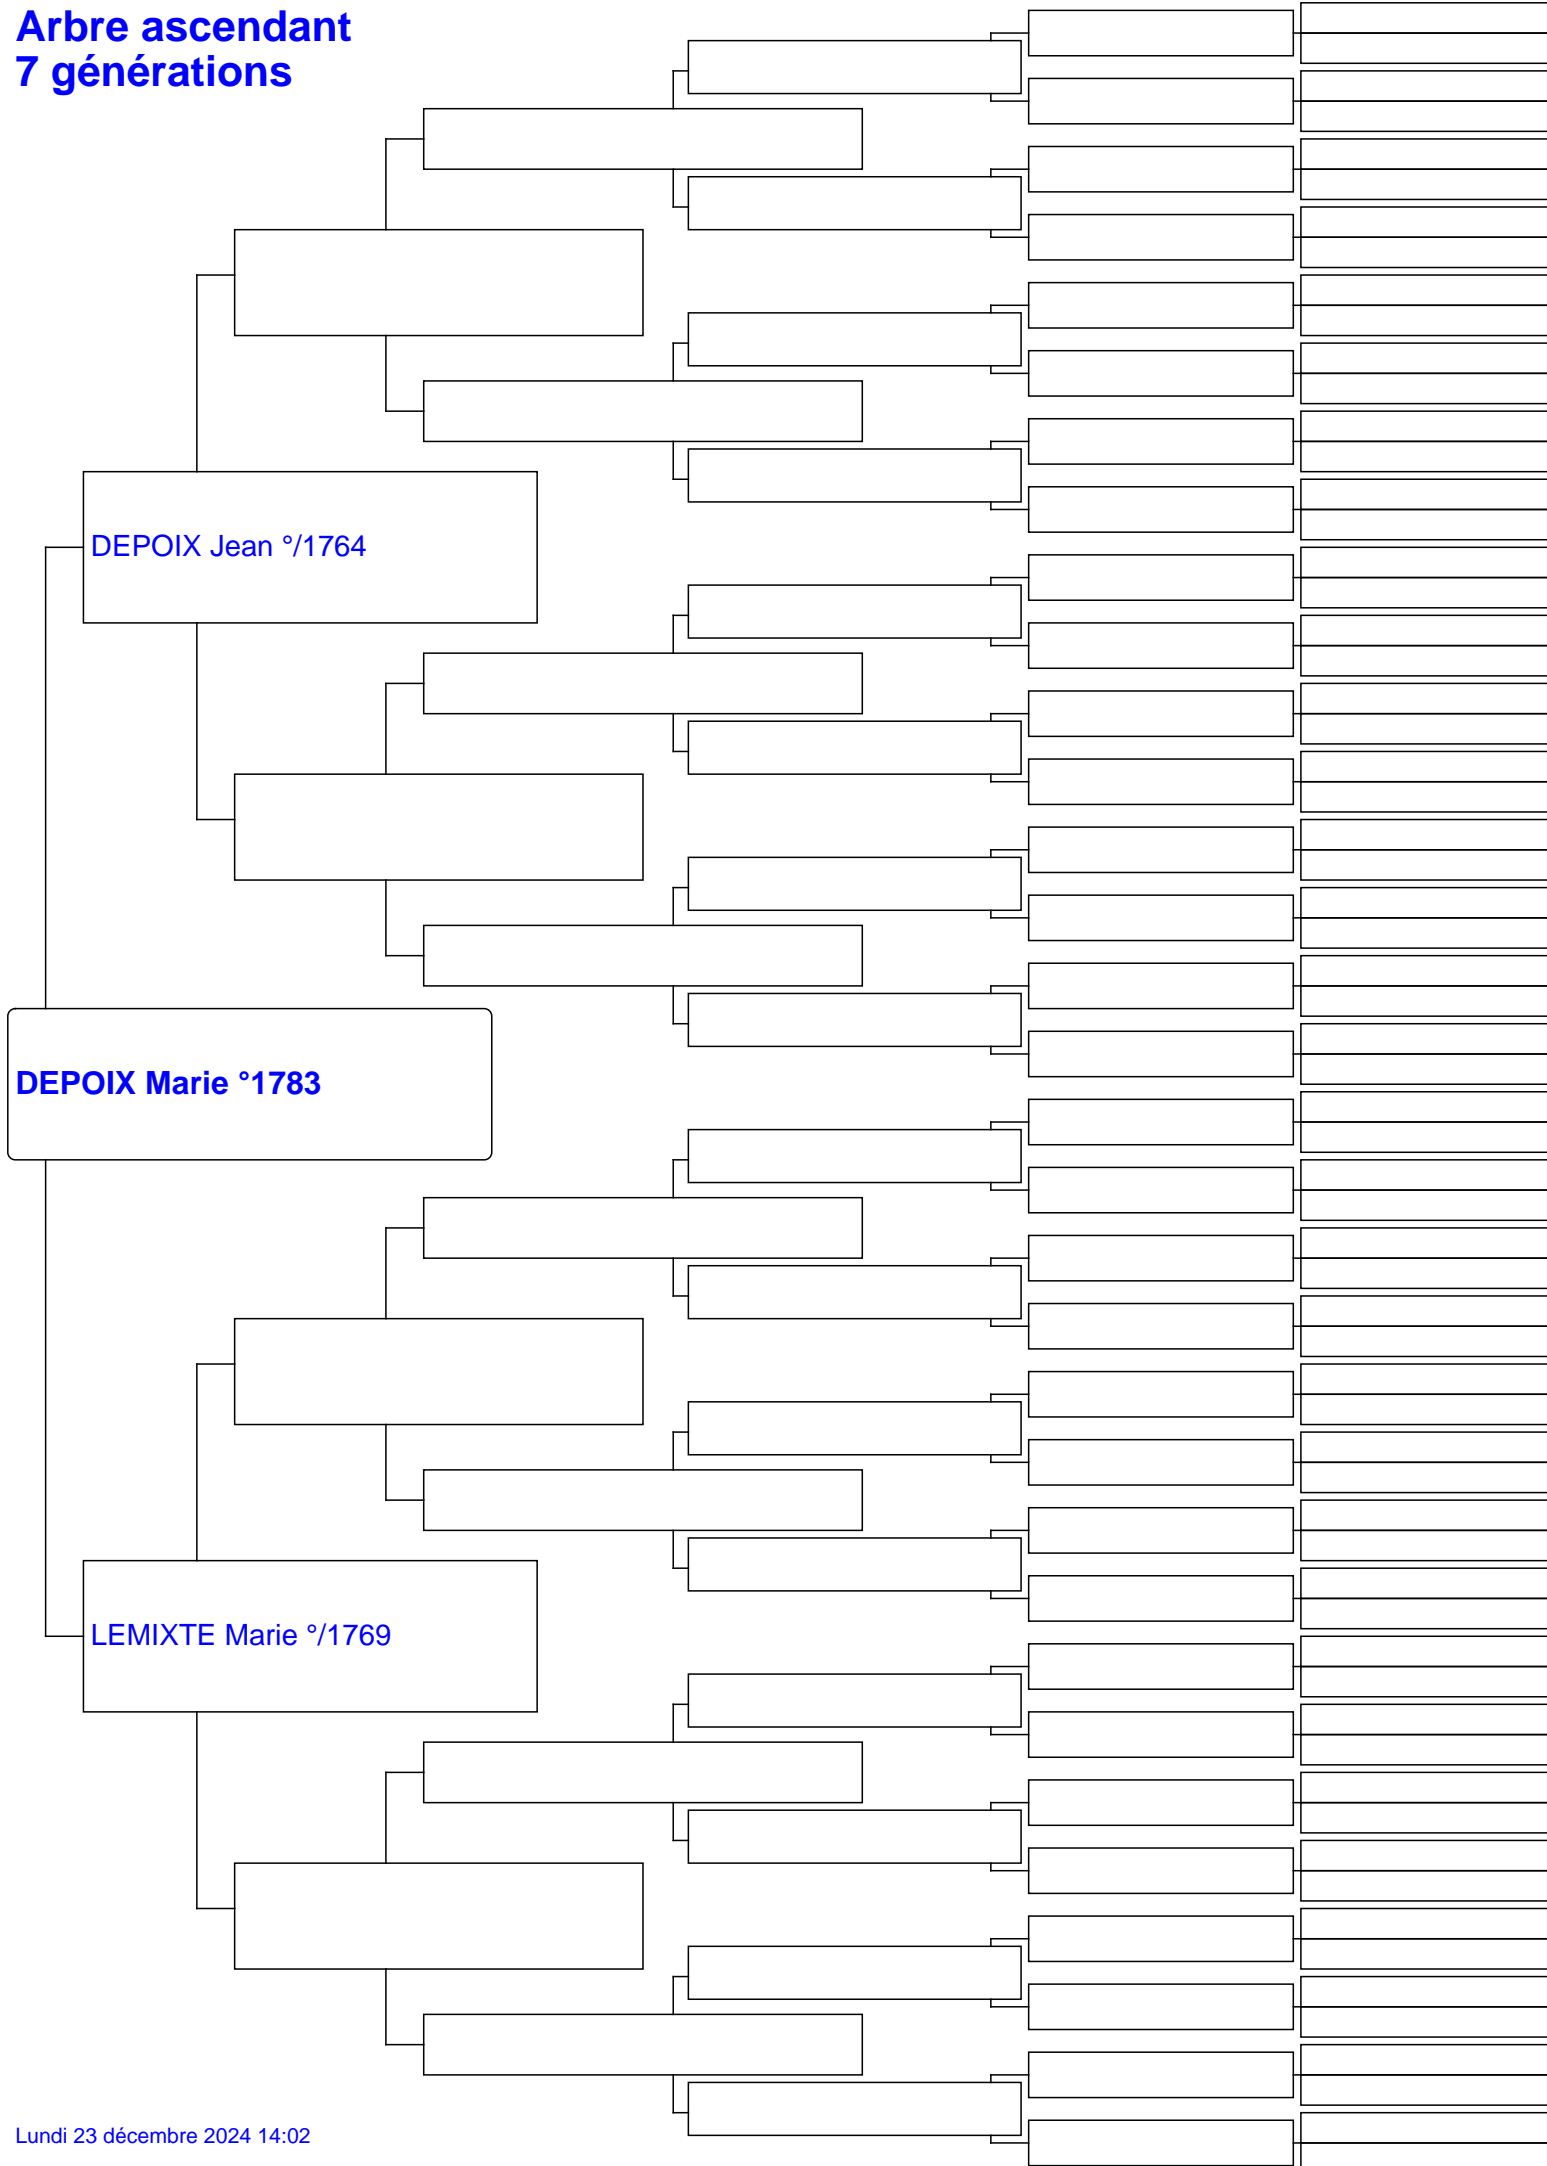 Arbre ascendant
7 générations
DEPOIX Jean °/1764
DEPOIX Marie °1783
LEMIXTE Marie °/1769
Lundi 23 décembre 2024 14:02